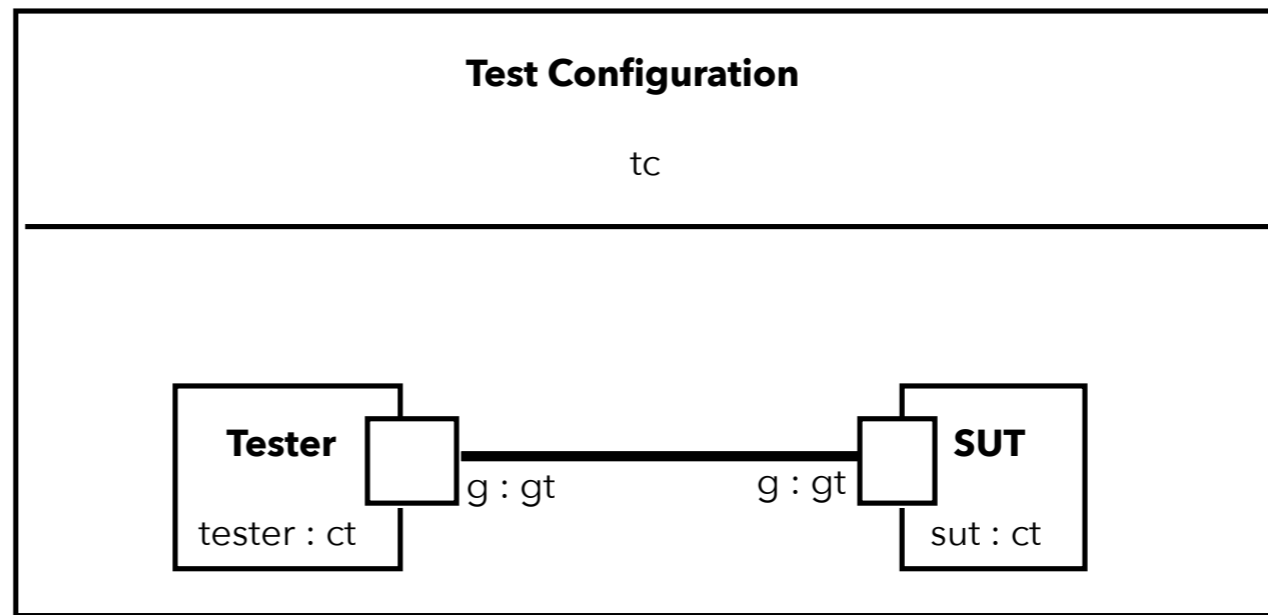 Test Configuration
tc
Tester
SUT
g : gt
g : gt
tester : ct
sut : ct